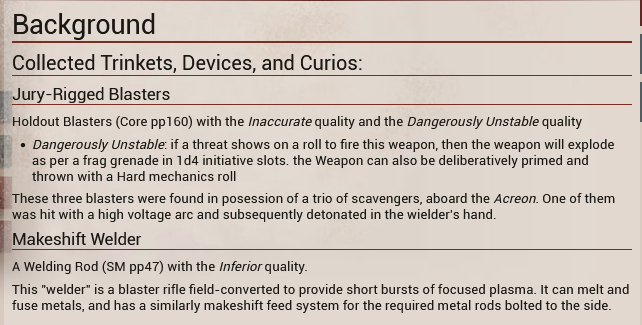 Background
Collected Trinkets, Devices, and Curios:
Jury-Rigged Blasters
Holdout Blasters (Core pp160) with the Inaccurate quality and the Dangerously Unstable quality
• Dangerously Unstable: if a threat shows on a roll to fire this weapon, then the weapon will explode
as per a frag grenade in 1d4 initiative slots. the Weapon can also be deliberately primed and
thrown with a Hard mechanics roll
These three blasters were found in posession of a trio of scavengers, aboard the Acreon. One of them
was hit with a high voltage arc and subsequently detonated in the wielder's hand.
Makeshift Welder
A Welding Rod (SM pp47) with the Inferior quality.
This "welder" is a blaster rifle field-converted to provide short bursts of focused plasma. It can melt and
fuse metals, and has a similarly makeshift feed system for the required metal rods bolted to the side.